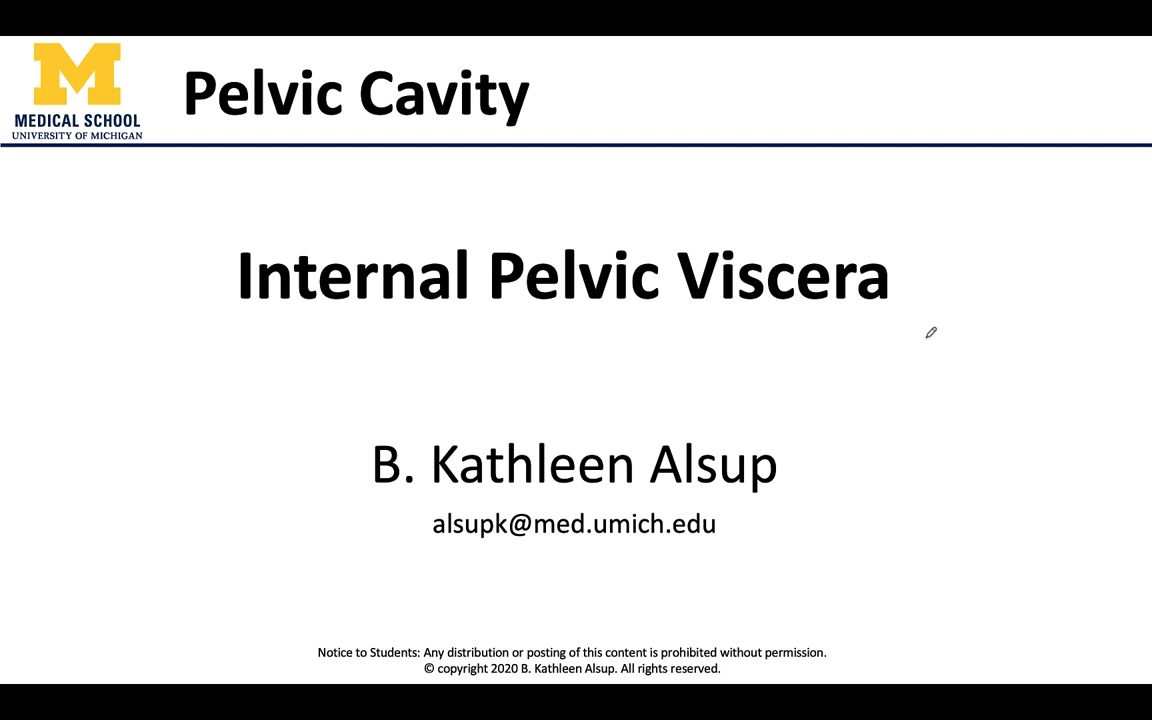 M
MEDICAL SCHOOL
UNIVERSITY OF MICHIGAN
Pelvic Cavity
Internal Pelvic Viscera
B. Kathleen Alsup
alsupk@med.umich.edu
Notice to Students: Any distribution or posting of this content is prohibited without permission.
© copyright 2020 B. Kathleen Alsup. All rights reserved.